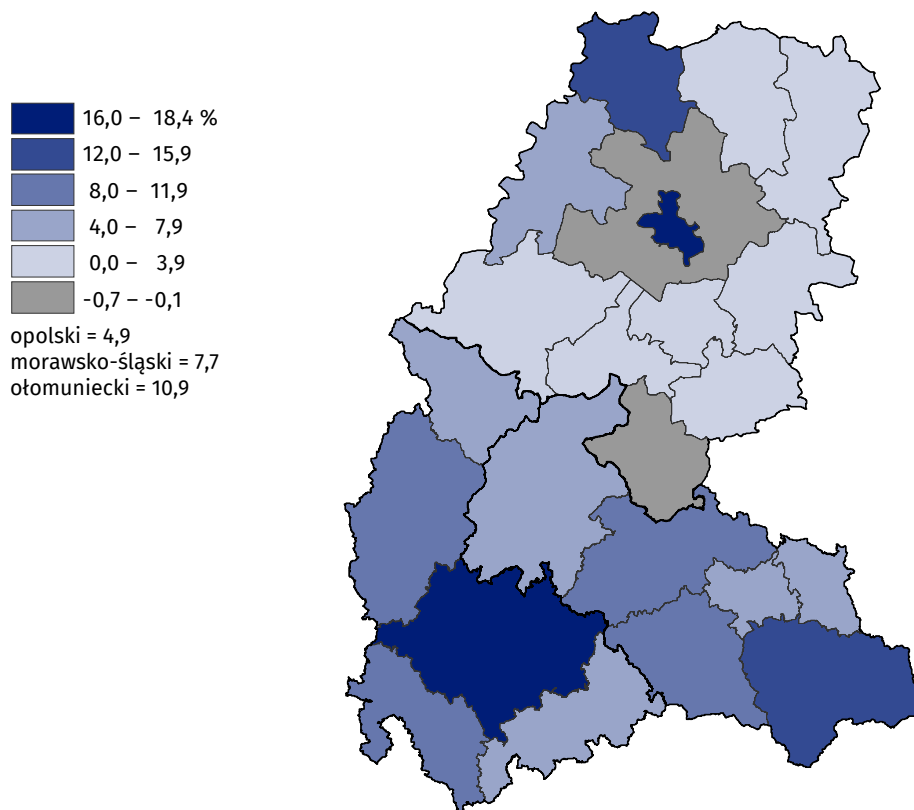 16,0 – 18,4 %
12,0 – 15,9
8,0 – 11,9
4,0 – 7,9
0,0 – 3,9
-0,7 – -0,1
opolski = 4,9
morawsko-śląski = 7,7
ołomuniecki = 10,9